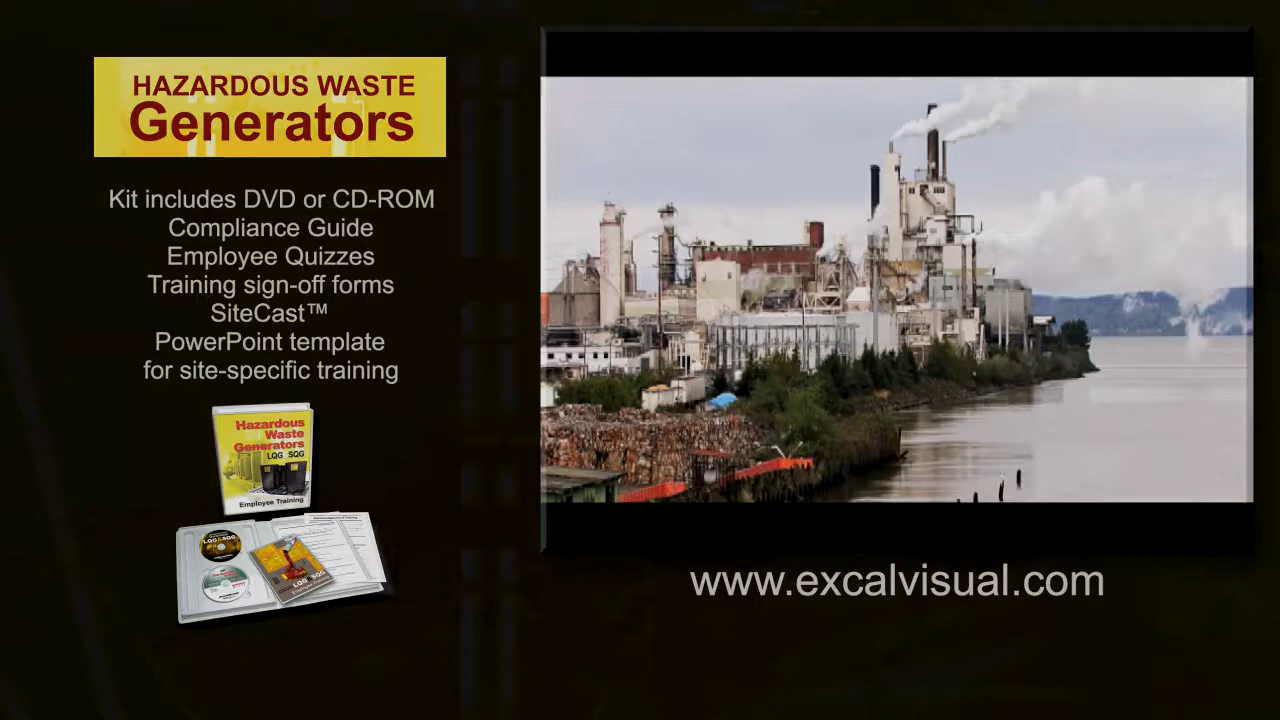 HAZARDOUS WASTE
Generators
Kit includes DVD or CD-ROM
Compliance Guide
Employee Quizzes
Training sign-off forms
SiteCast™
PowerPoint template
for site-specific training
Hazardous
Waste
Generators
LQG SQG
Employee Training
LQG&SQG
LQG SQG
Employee Training
www.excalvisual.com